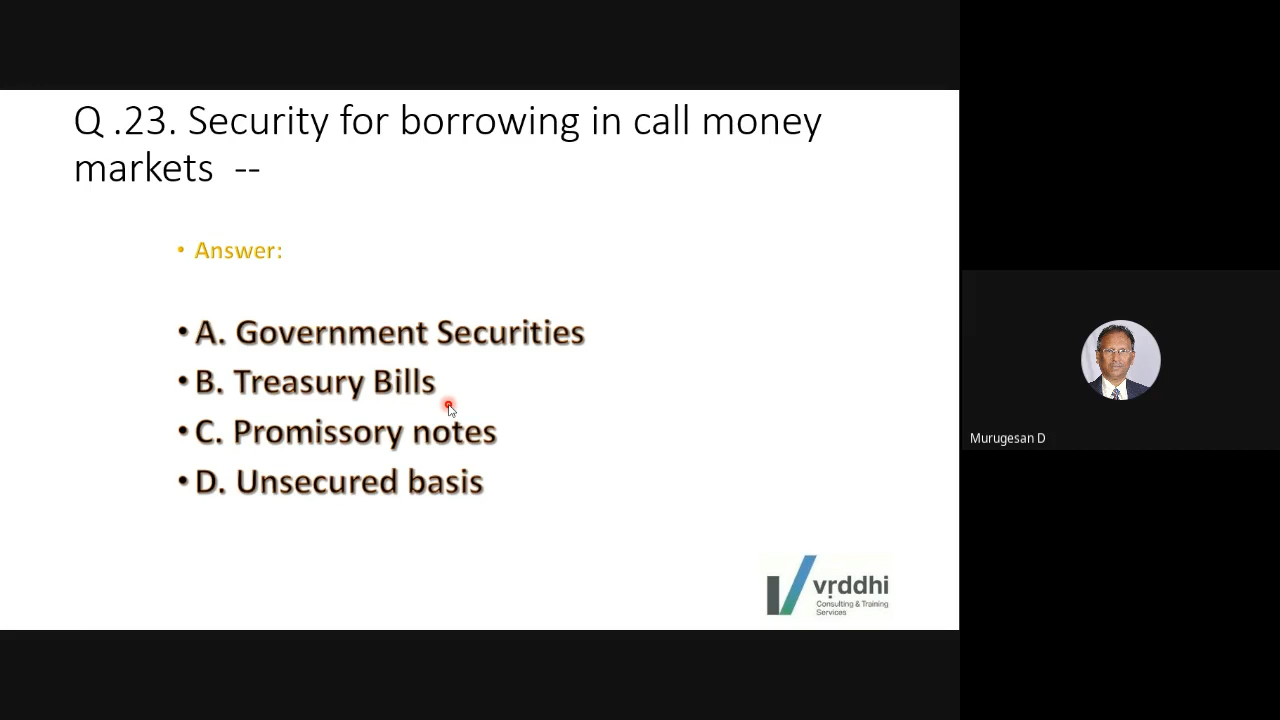 Q .23. Security for borrowing in call money
markets  --
• Answer:
• A. Government Securities
• B. Treasury Bills
• C. Promissory notes
• D. Unsecured basis
vṛddhi
Consulting & Training
Services
Murugesan D